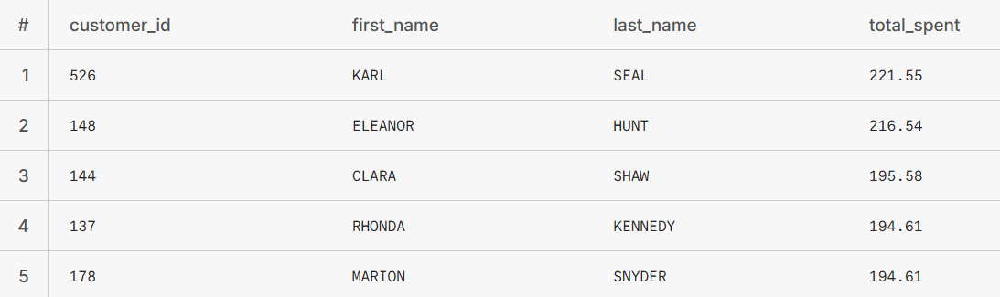 # customer_id first_name last_name total_spent
1 526 KARL SEAL 221.55
2 148 ELEANOR HUNT 216.54
3 144 CLARA SHAW 195.58
4 137 RHONDA KENNEDY 194.61
5 178 MARION SNYDER 194.61